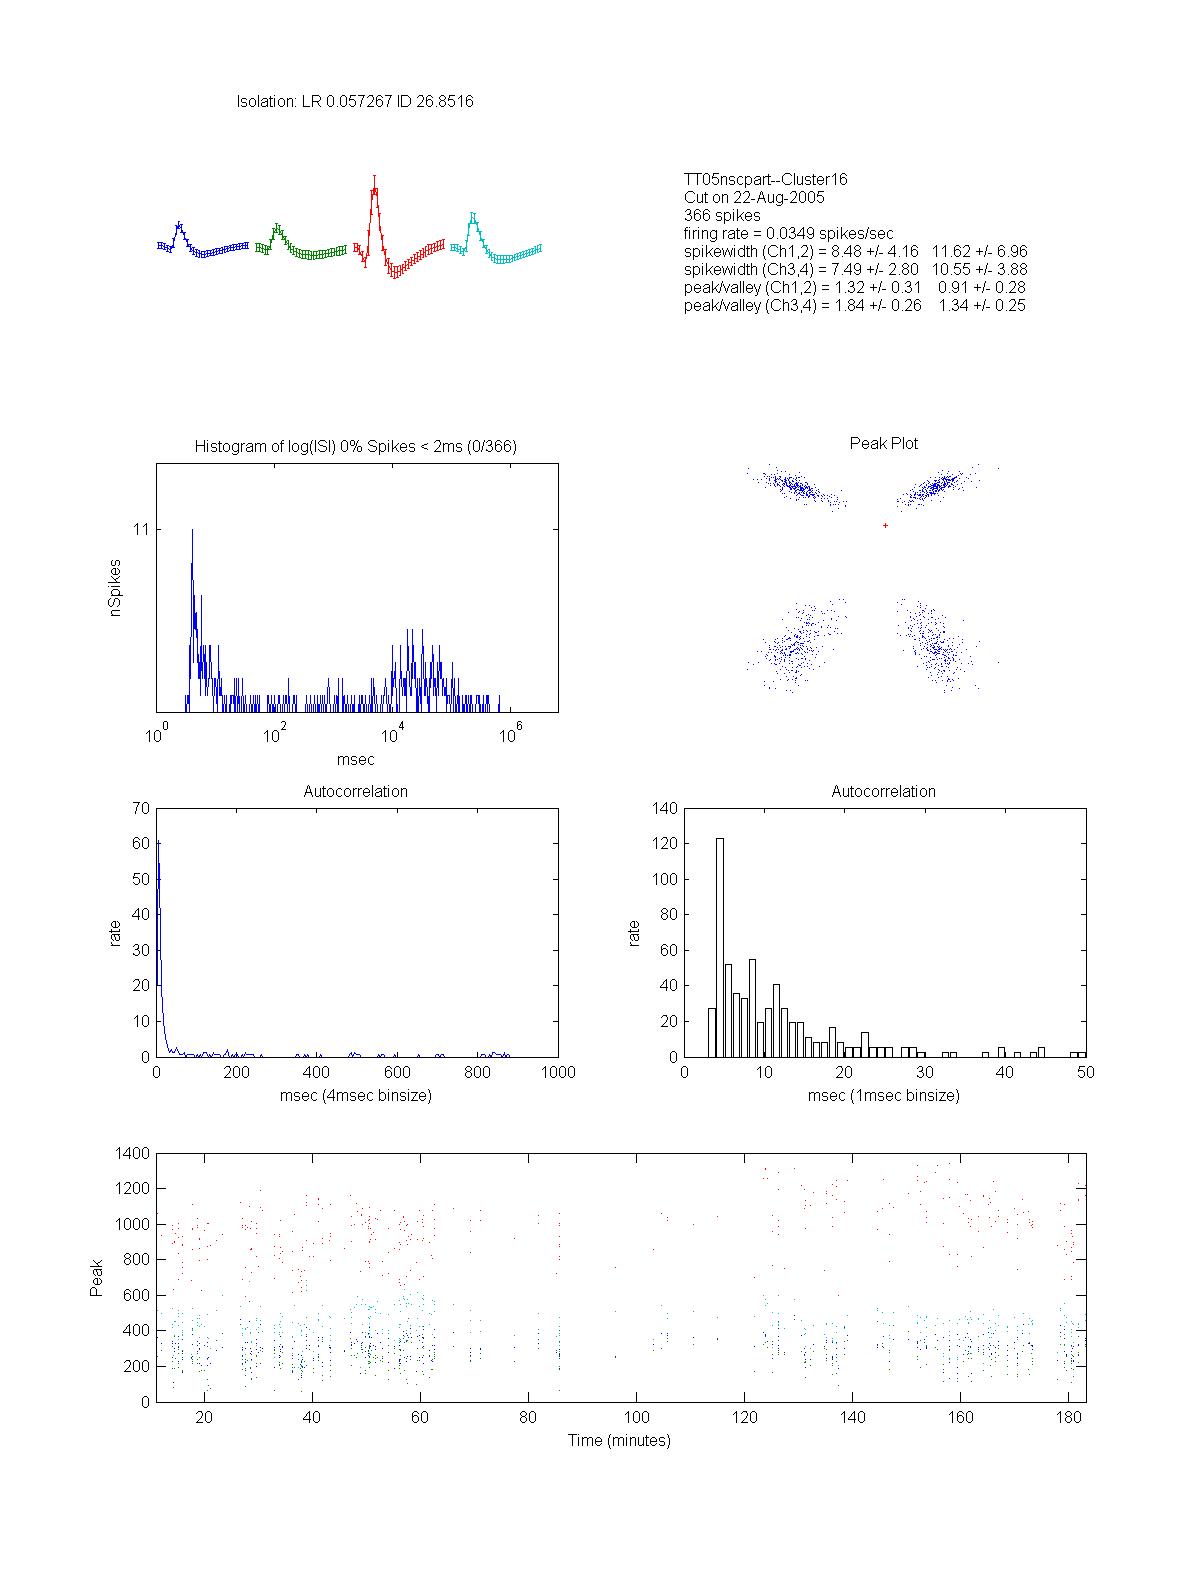 Isolation: LR 0.057267 ID 26.8516
TT05nscpart--Cluster16
Cut on 22-Aug-2005
366 spikes
firing rate = 0.0349 spikes/sec
spikewidth (Ch1,2) = 8.48 +/- 4.16 11.62 +/- 6.96
spikewidth (Ch3,4) = 7.49 +/- 2.80 10.55 +/- 3.88
peak/valley (Ch1,2) = 1.32 +/- 0.31 0.91 +/- 0.28
peak/valley (Ch3,4) = 1.84 +/- 0.26 1.34 +/- 0.25
Histogram of log(ISI) 0% Spikes < 2ms (0/366)
11
nSpikes
10^0 10^2 10^4 10^6
msec
Peak Plot
Autocorrelation
70
60
50
40
30
20
10
0
rate
0 200 400 600 800 1000
msec (4msec binsize)
Autocorrelation
140
120
100
80
60
40
20
0
rate
0 10 20 30 40 50
msec (1msec binsize)
1400
1200
1000
800
600
400
200
0
Peak
20 40 60 80 100 120 140 160 180
Time (minutes)